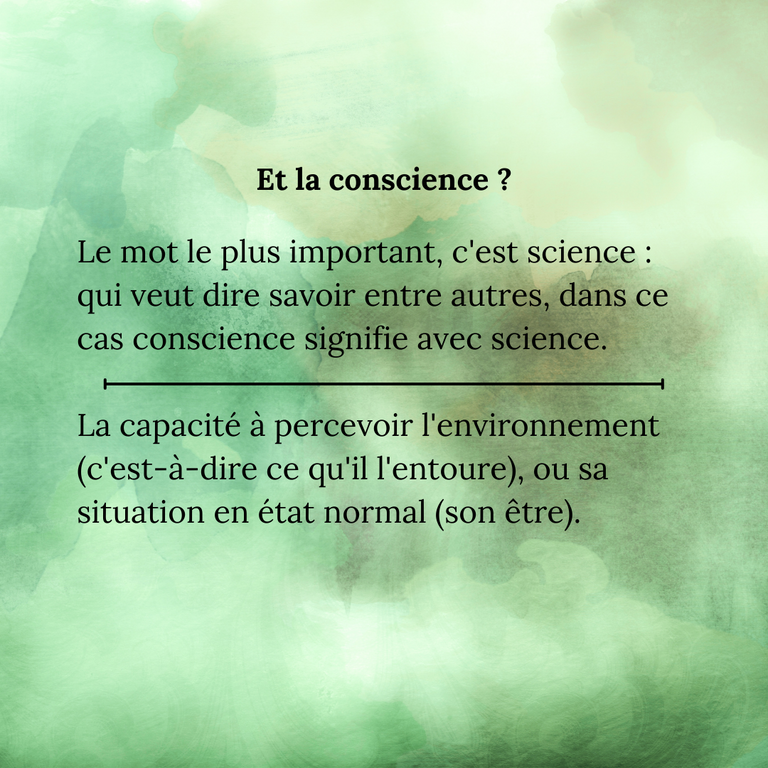 Et la conscience ?
Le mot le plus important, c'est science :
qui veut dire savoir entre autres, dans ce
cas conscience signifie avec science.
La capacité à percevoir l'environnement
(c'est-à-dire ce qu'il l'entoure), ou sa
situation en état normal (son être).